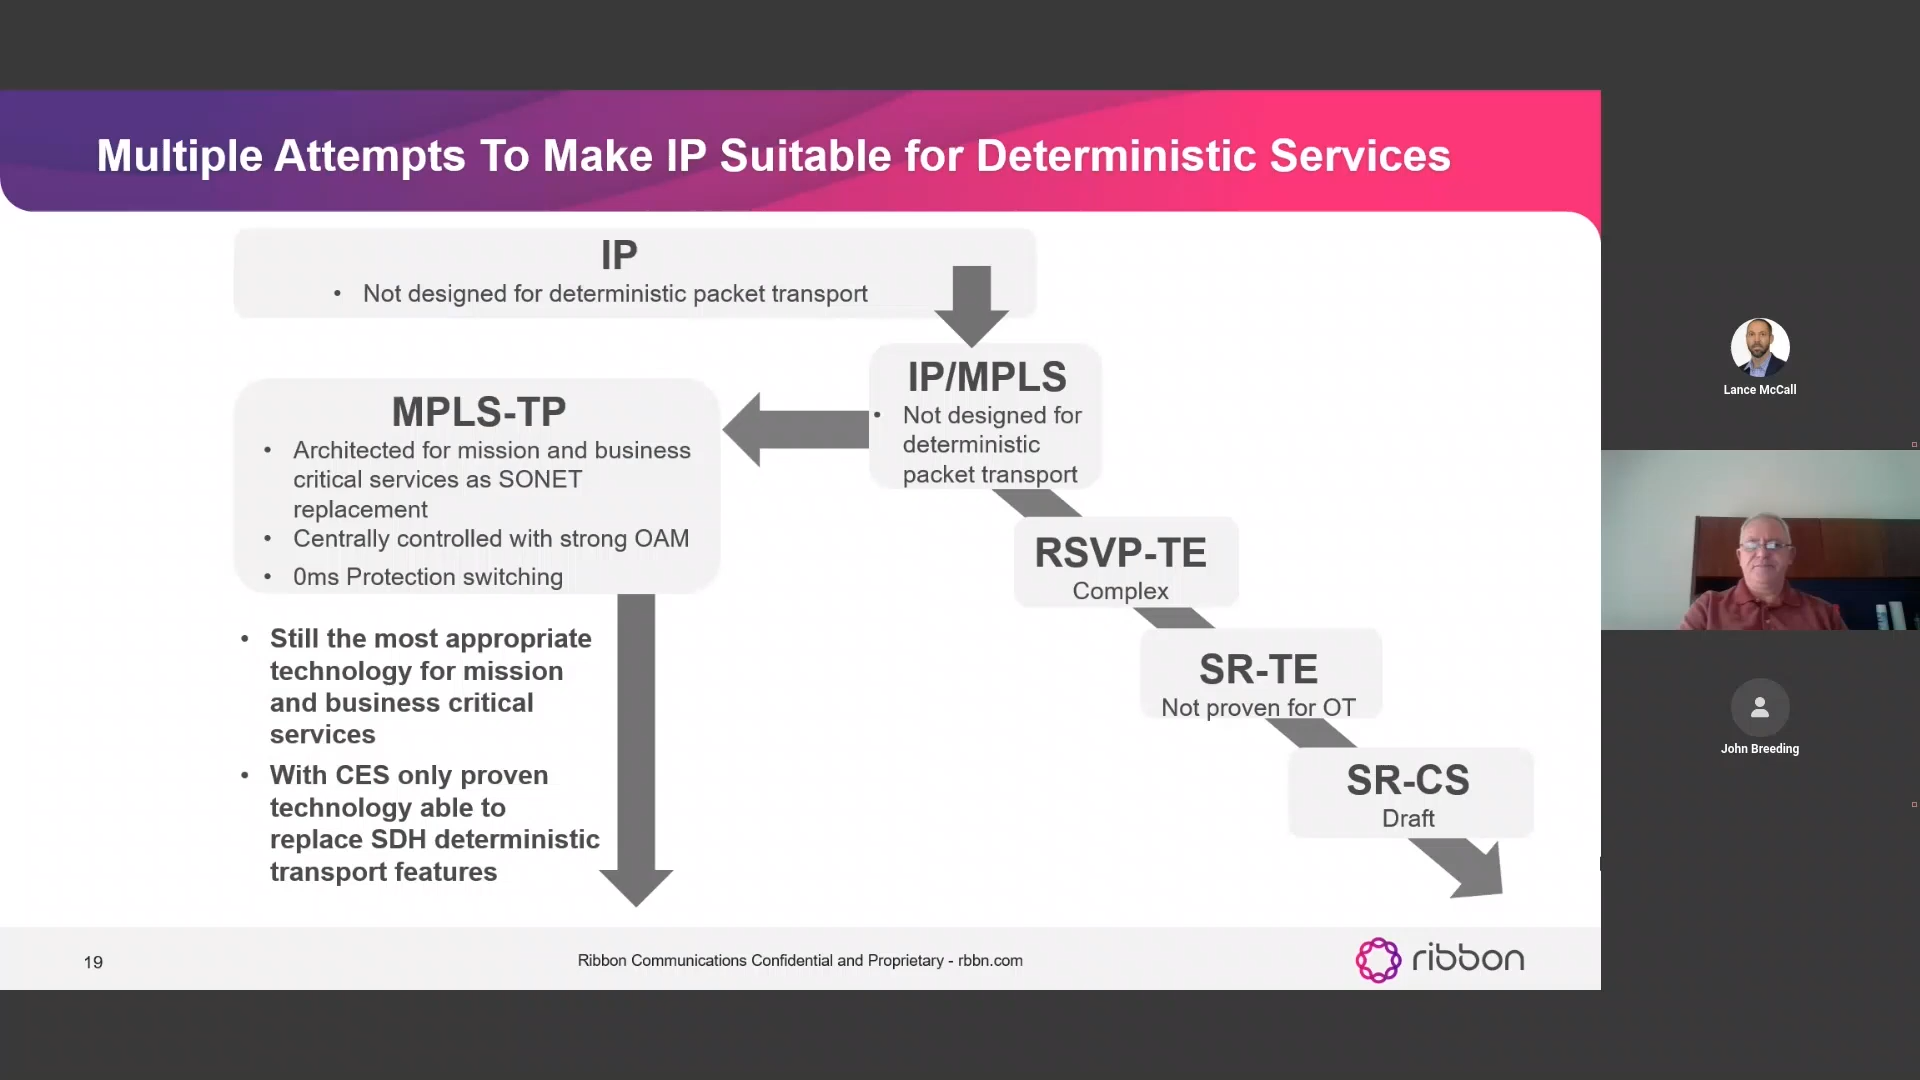 Multiple Attempts To Make IP Suitable for Deterministic Services
IP
• Not designed for deterministic packet transport
IP/MPLS
• Not designed for
deterministic
packet transport
MPLS-TP
• Architected for mission and business
critical services as SONET
replacement
• Centrally controlled with strong OAM
• 0ms Protection switching
RSVP-TE
Complex
SR-TE
Not proven for OT
SR-CS
Draft
• Still the most appropriate
technology for mission
and business critical
services
• With CES only proven
technology able to
replace SDH deterministic
transport features
19
Ribbon Communications Confidential and Proprietary - rbbn.com
ribbon
Lance McCall
John Breeding